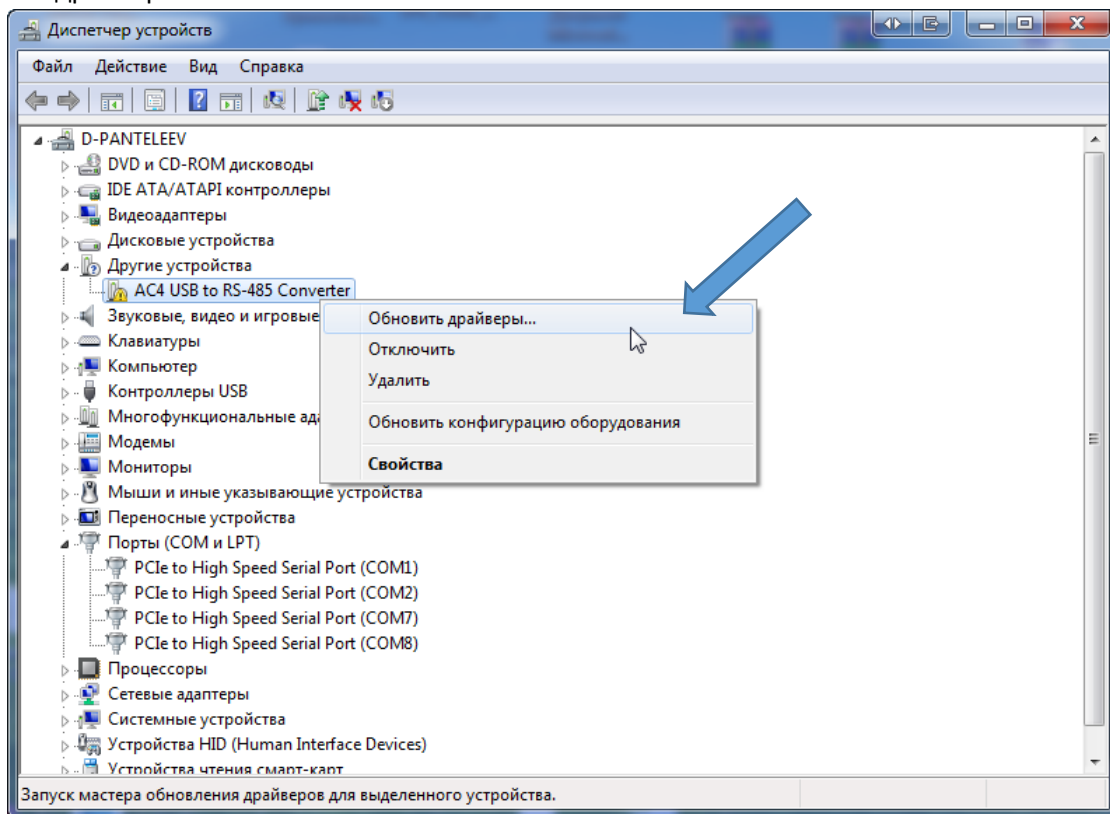 Диспетчер устройств
Файл Действие Вид Справка
D-PANTELEEV
DVD и CD-ROM дисководы
IDE ATA/ATAPI контроллеры
Видеоадаптеры
Дисковые устройства
Другие устройства
AC4 USB to RS-485 Converter
Звуковые, видео и игровые
Клавиатуры
Компьютер
Контроллеры USB
Многофункциональные ада
Модемы
Мониторы
Мыши и иные указывающие устройства
Переносные устройства
Порты (COM и LPT)
PCIe to High Speed Serial Port (COM1)
PCIe to High Speed Serial Port (COM2)
PCIe to High Speed Serial Port (COM7)
PCIe to High Speed Serial Port (COM8)
Процессоры
Сетевые адаптеры
Системные устройства
Устройства HID (Human Interface Devices)
Устройства чтения смарт-карт
Обновить драйверы...
Отключить
Удалить
Обновить конфигурацию оборудования
Свойства
Запуск мастера обновления драйверов для выделенного устройства.